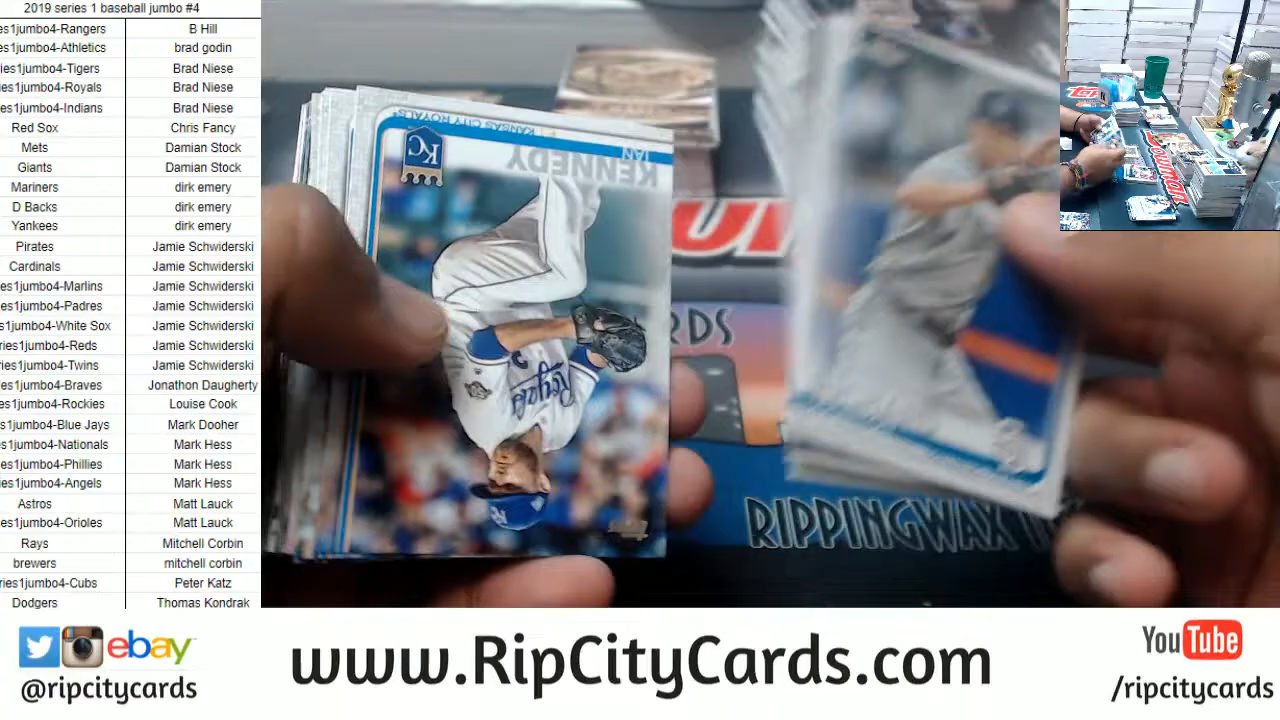 2019 series 1 baseball jumbo #4
es1jumbo4-Rangers B Hill
es1jumbo4-Athletics brad godin
ries1jumbo4-Tigers Brad Niese
ies1jumbo4-Royals Brad Niese
ies1jumbo4-Indians Brad Niese
Red Sox Chris Fancy
Mets Damian Stock
Giants Damian Stock
Mariners dirk emery
D Backs dirk emery
Yankees dirk emery
Pirates Jamie Schwiderski
Cardinals Jamie Schwiderski
es1jumbo4-Marlins Jamie Schwiderski
es1jumbo4-Padres Jamie Schwiderski
s1jumbo4-White Sox Jamie Schwiderski
ries1jumbo4-Reds Jamie Schwiderski
ies1jumbo4-Twins Jamie Schwiderski
es1jumbo4-Braves Jonathon Daugherty
es1jumbo4-Rockies Louise Cook
s1jumbo4-Blue Jays Mark Dooher
s1jumbo4-Nationals Mark Hess
es1jumbo4-Phillies Mark Hess
es1jumbo4-Angels Mark Hess
Astros Matt Lauck
es1jumbo4-Orioles Matt Lauck
Rays Mitchell Corbin
brewers mitchell corbin
ries1jumbo4-Cubs Peter Katz
Dodgers Thomas Kondrak
KANSAS CITY ROYALS
IAN
KENNEDY
KC
Royals
RDS
RIPPINGWAX
ebay
@ripcitycards
www.RipCityCards.com
YouTube
/ripcitycards